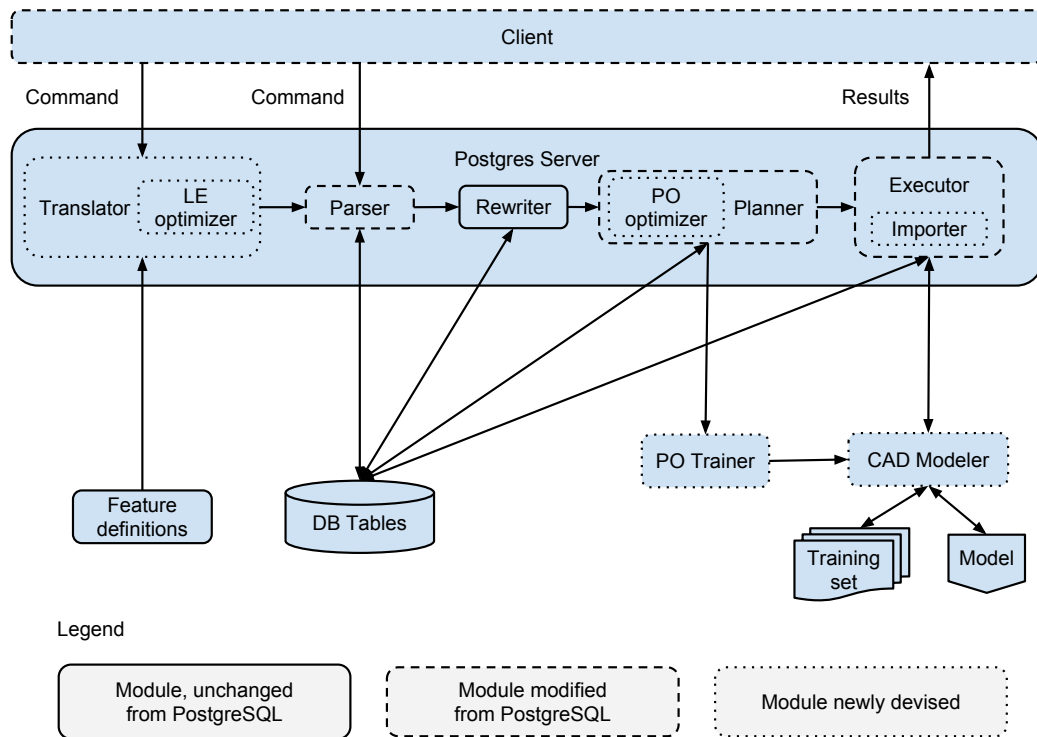 Client
Command
Command
Results
Postgres Server
Translator
LE
optimizer
Parser
Rewriter
PO
optimizer
Planner
Executor
Importer
Feature
definitions
DB Tables
PO Trainer
CAD Modeler
Training
set
Model
Legend
Module, unchanged
from PostgreSQL
Module modified
from PostgreSQL
Module newly devised